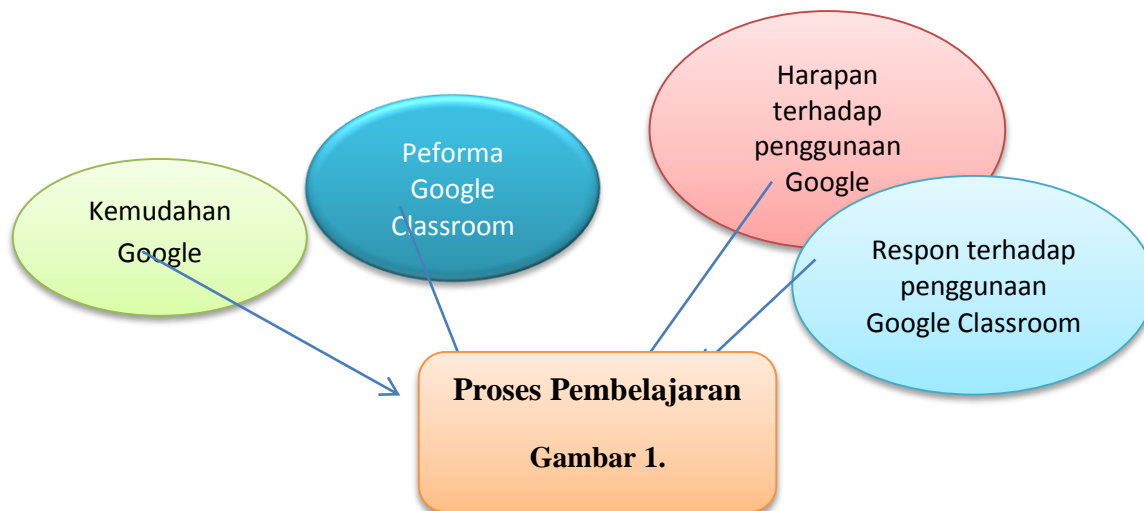 Kemudahan
Google
Peforma
Google
Classroom
Harapan
terhadap
penggunaan
Google
Respon terhadap
penggunaan
Google Classroom
Proses Pembelajaran
Gambar 1.